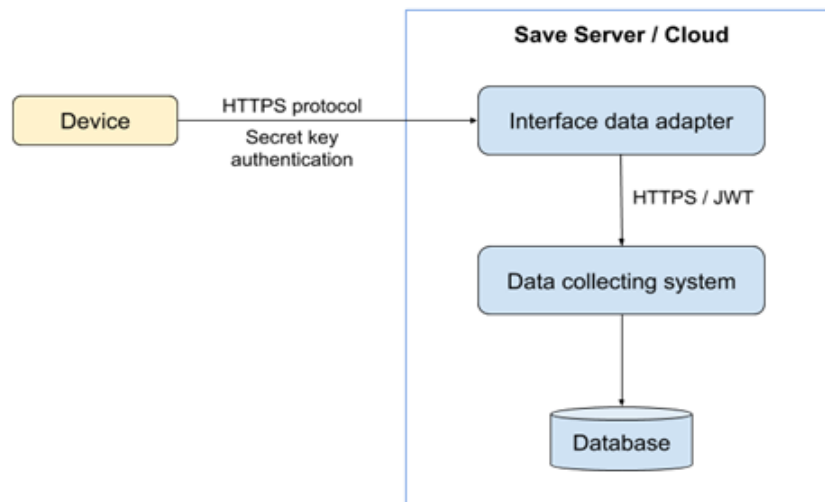 Save Server / Cloud
Device
HTTPS protocol
Secret key
authentication
Interface data adapter
HTTPS / JWT
Data collecting system
Database